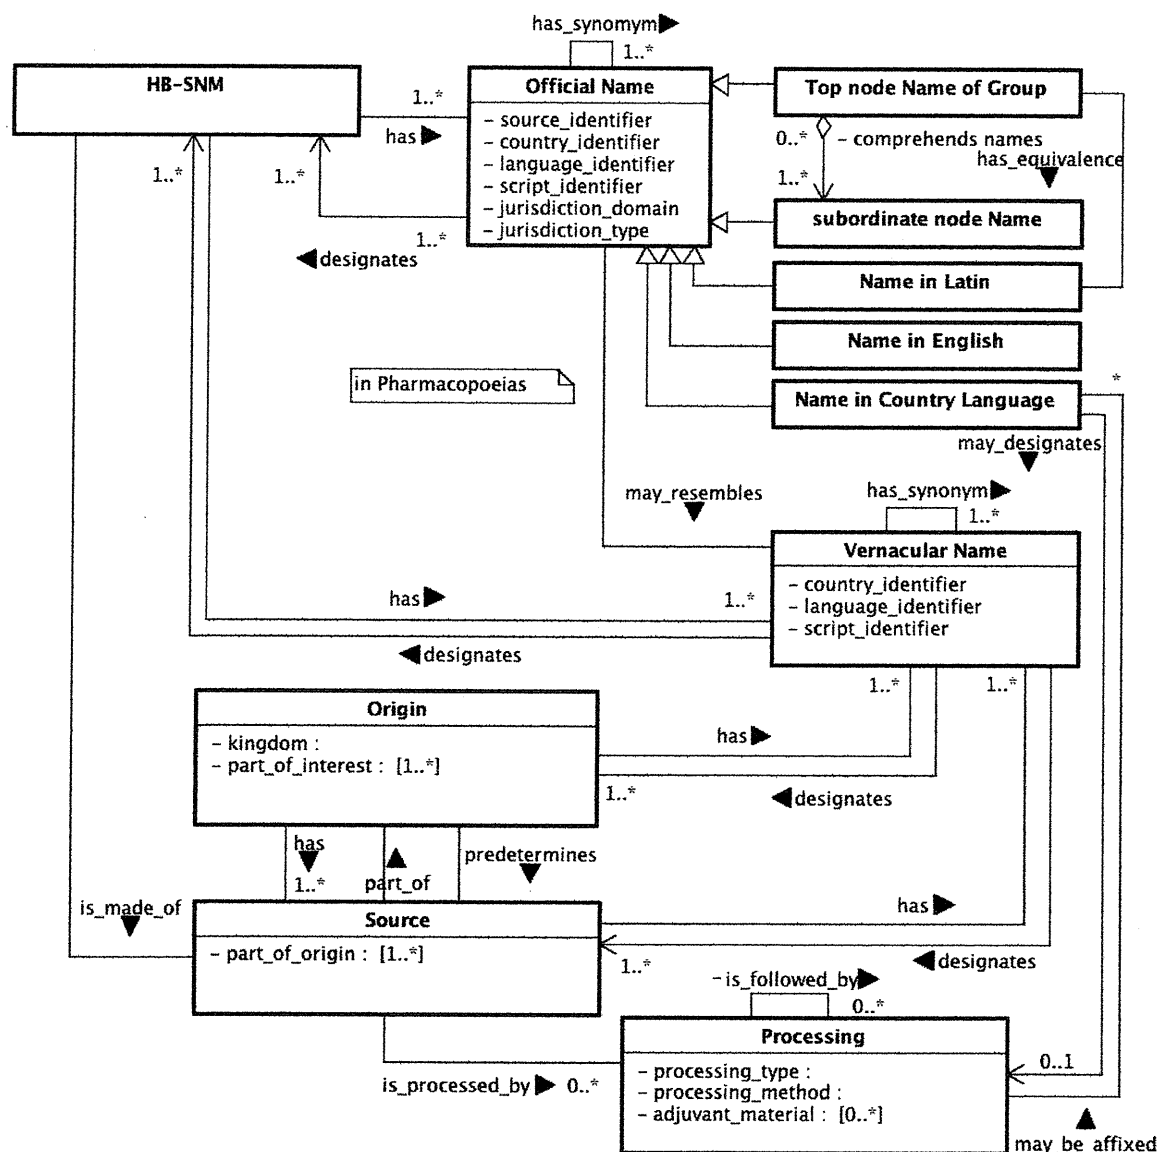 has_synomym
1..*
HB-SNM
1..*
has
Official Name
- source_identifier
- country_identifier
- language_identifier
- script_identifier
- jurisdiction_domain
- jurisdiction_type
Top node Name of Group
0..*
- comprehends names
has_equivalence
1..*
subordinate node Name
1..*
1..*
1..*
designates
Name in Latin
Name in English
in Pharmacopoeias
Name in Country Language
*
may_designates
may_resembles
has_synonym
1..*
Vernacular Name
- country_identifier
- language_identifier
- script_identifier
has
1..*
designates
1..*
1..*
Origin
- kingdom :
- part_of_interest : [1..*]
has
1..*
designates
has
1..*
part_of
predetermines
is_made_of
Source
- part_of_origin : [1..*]
has
1..*
designates
- is_followed_by
0..*
Processing
- processing_type :
- processing_method :
- adjuvant_material : [0..*]
is_processed_by
0..*
0..1
may be affixed